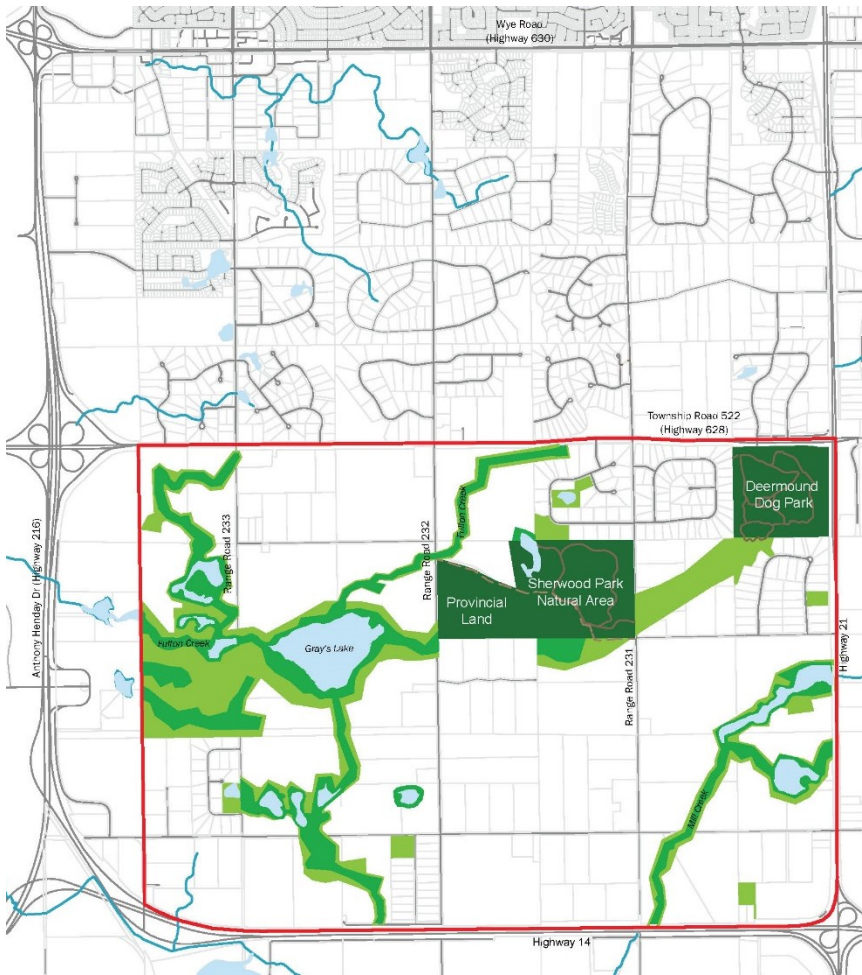 Wye Road
(Highway 630)
Township Road 522
(Highway 628)
Deermound
Dog Park
Fulton Creek
Range Road 233
Range Road 232
Sherwood Park
Natural Area
Provincial
Land
Anthony Henday Dr (Highway 216)
Fulton Creek
Gray's Lake
Range Road 231
Highway 21
Mill Creek
Highway 14